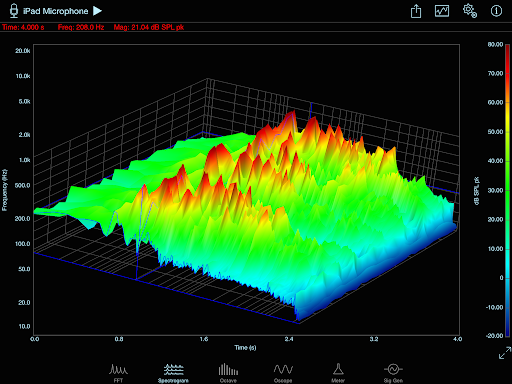 iPad Microphone
Time: 4.000 s Freq: 208.0 Hz Mag: 21.04 dB SPL pk
20.0k
10.0k
5.0k
2.0k
1.0k
500.0
200.0
100.0
50.0
20.0
10.0
Frequency (Hz)
0.0 0.8 1.6 2.4 3.2 4.0
Time (s)
80.00
70.00
60.00
50.00
40.00
30.00
20.00
10.00
0
-10.00
-20.00
dB SPL pk
FFT Spectrogram Octave Oscope Meter Sig Gen